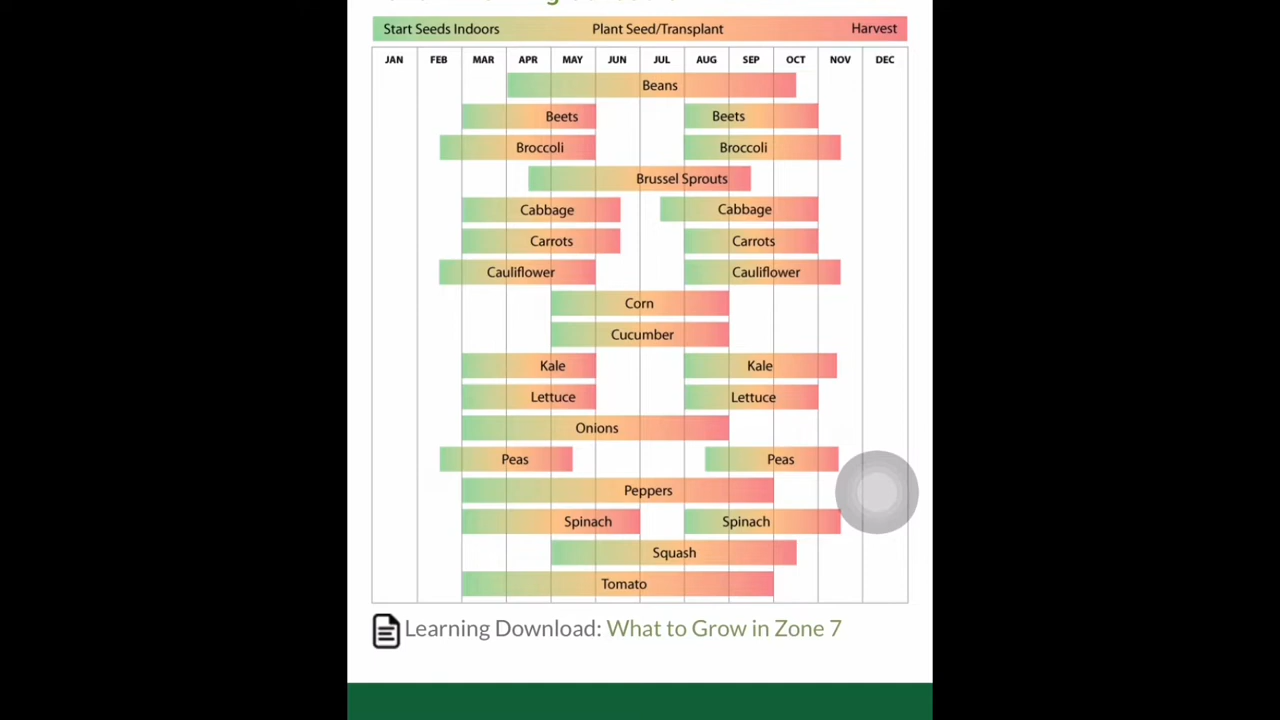 Start Seeds Indoors Plant Seed/Transplant Harvest
JAN FEB MAR APR MAY JUN JUL AUG SEP OCT NOV DEC
Beans
Beets Beets
Broccoli Broccoli
Brussel Sprouts
Cabbage Cabbage
Carrots Carrots
Cauliflower Cauliflower
Corn
Cucumber
Kale Kale
Lettuce Lettuce
Onions
Peas Peas
Peppers
Spinach Spinach
Squash
Tomato
Learning Download: What to Grow in Zone 7